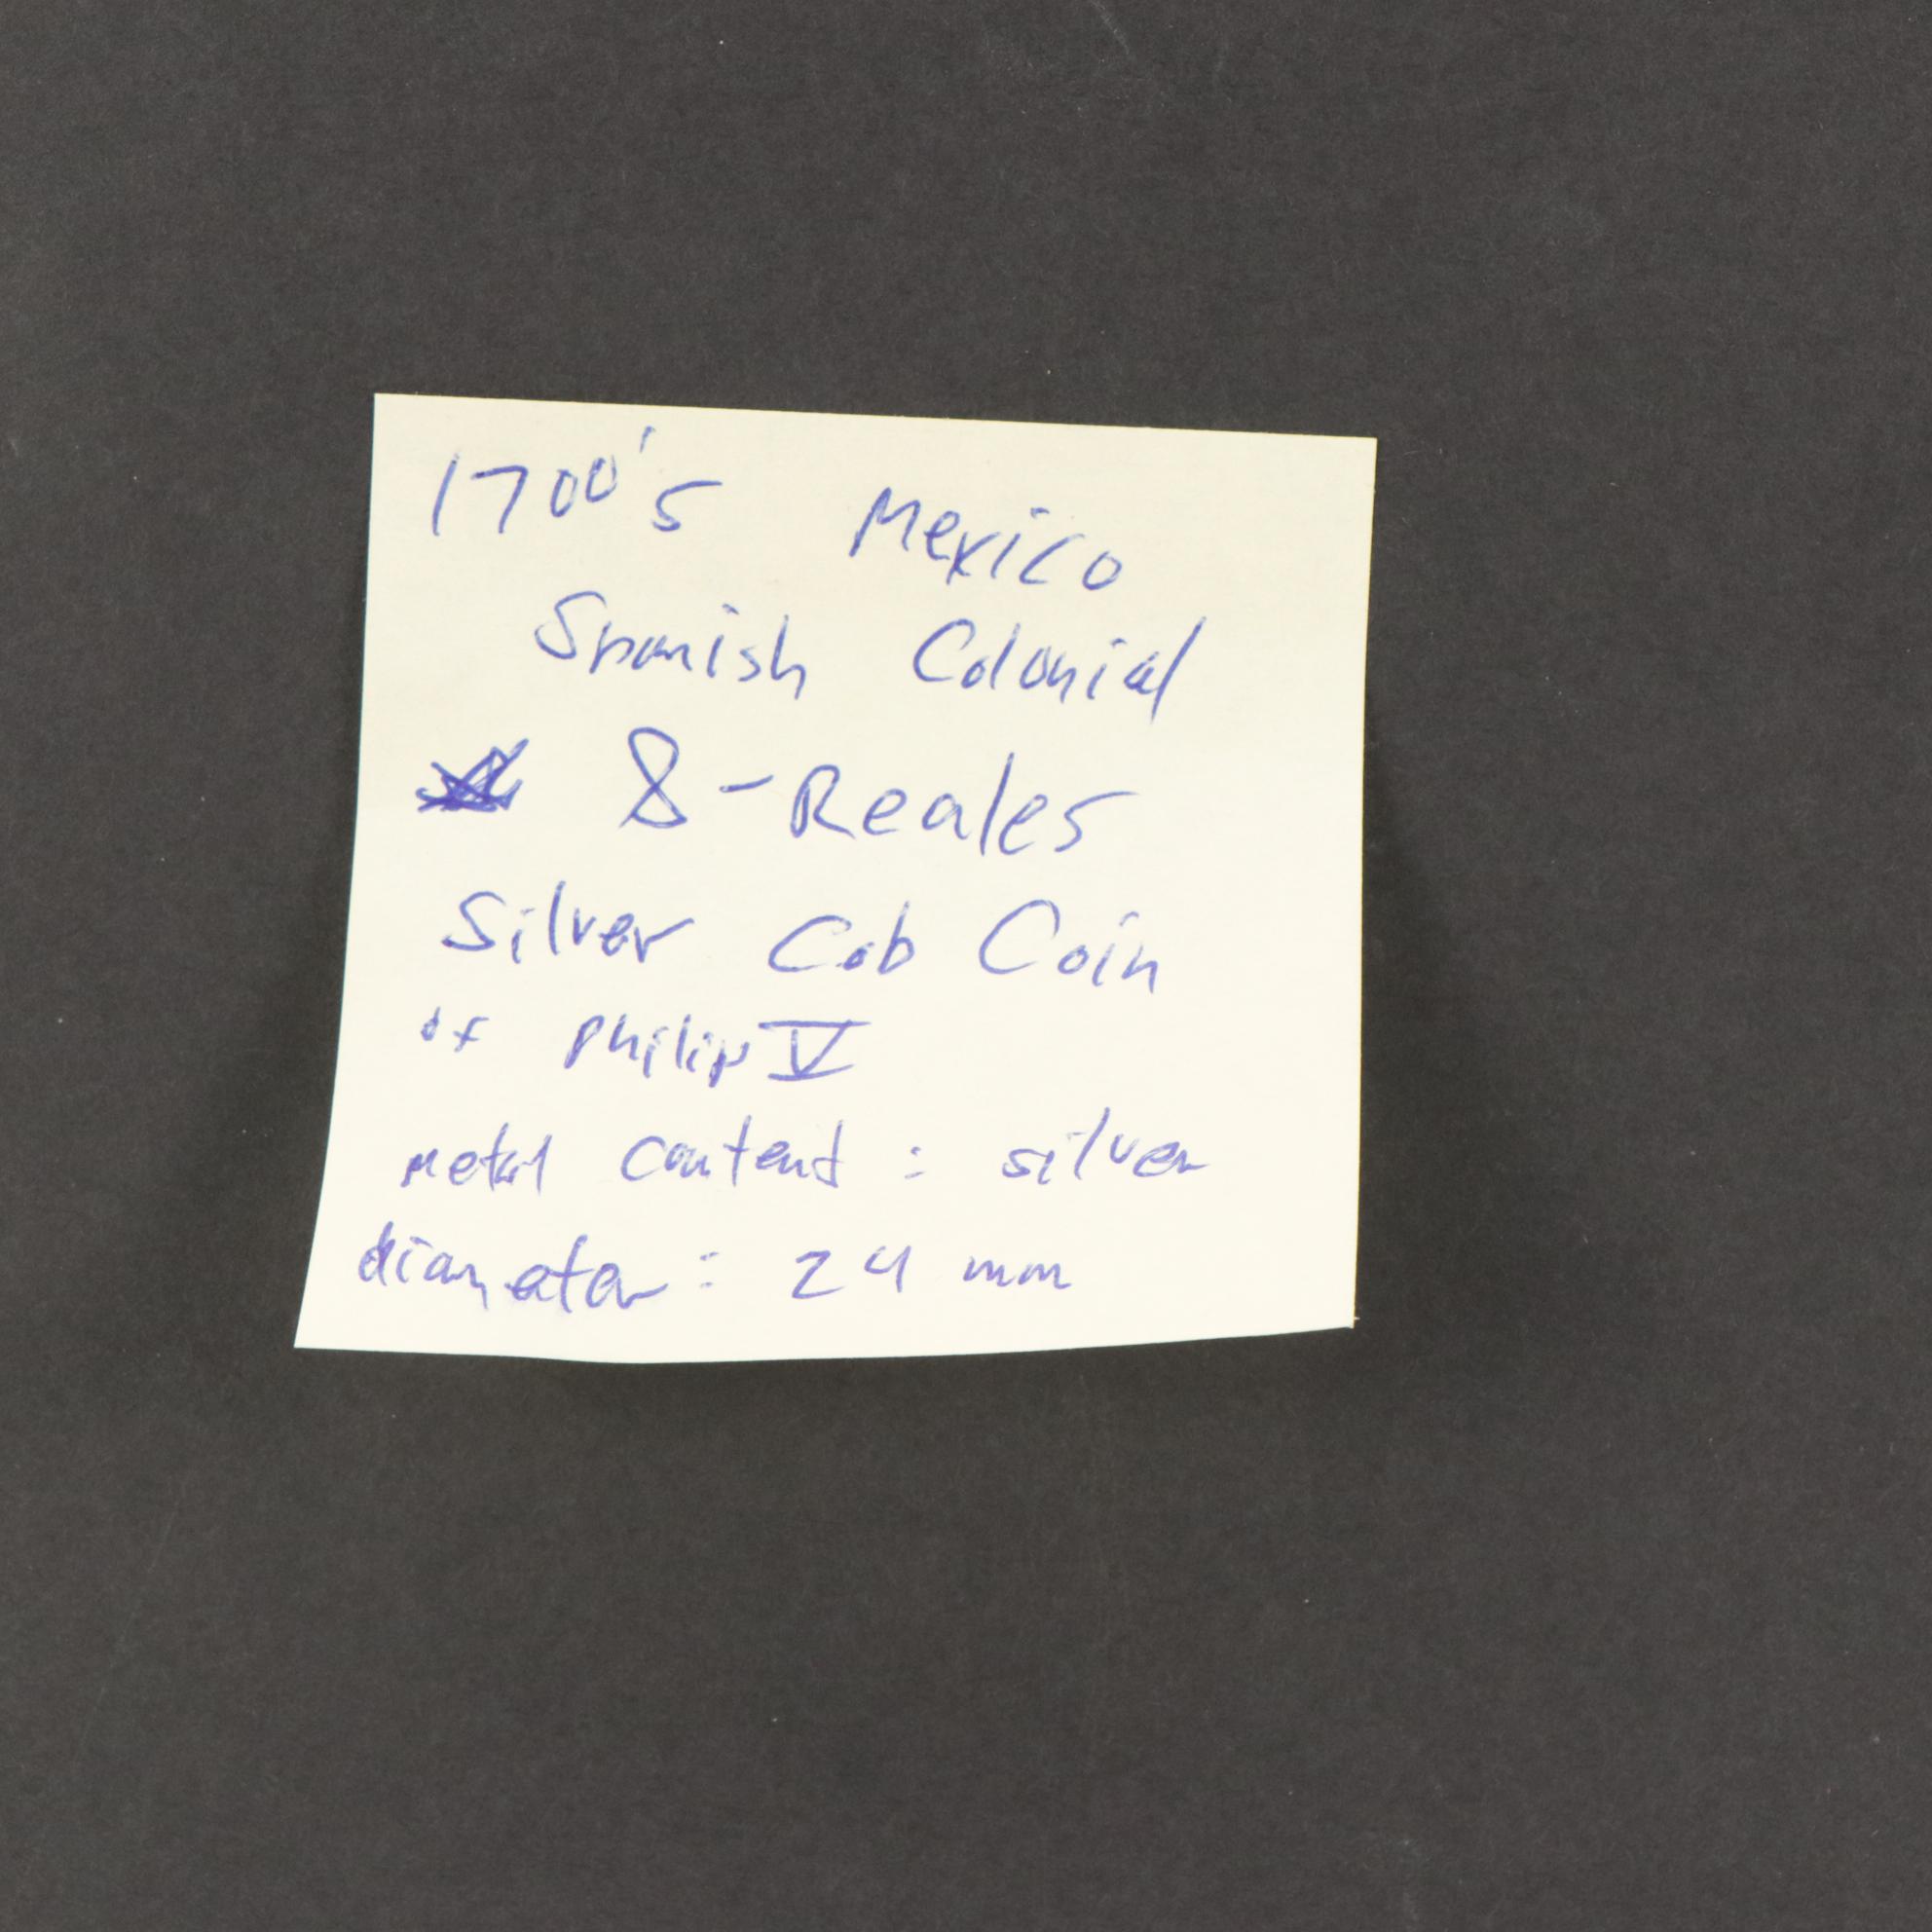 1700's Mexico
Spanish Colonial
8-Reales
Silver Cob Coin
of Philip V
metal content : silver
diameter : 24 mm